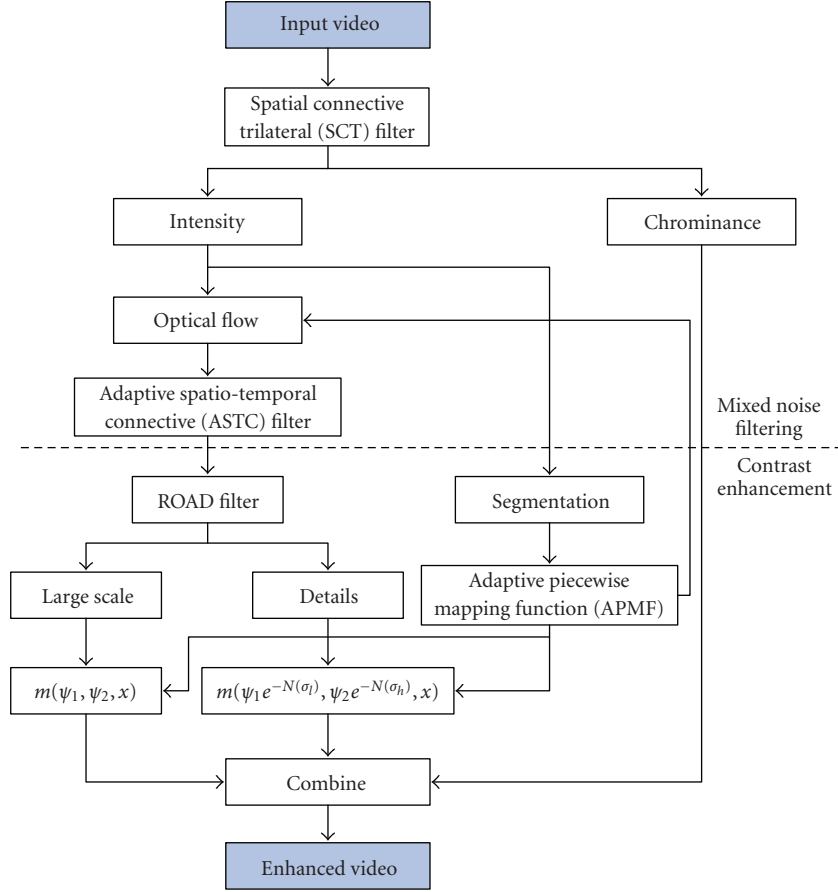 Input video
Spatial connective
trilateral (SCT) filter
Intensity
Chrominance
Optical flow
Adaptive spatio-temporal
connective (ASTC) filter
Mixed noise
filtering
Contrast
enhancement
ROAD filter
Segmentation
Large scale
Details
Adaptive piecewise
mapping function (APMF)
m(ψ₁, ψ₂, x)
m(ψ₁e^{−N(σ_l)}, ψ₂e^{−N(σ_h)}, x)
Combine
Enhanced video